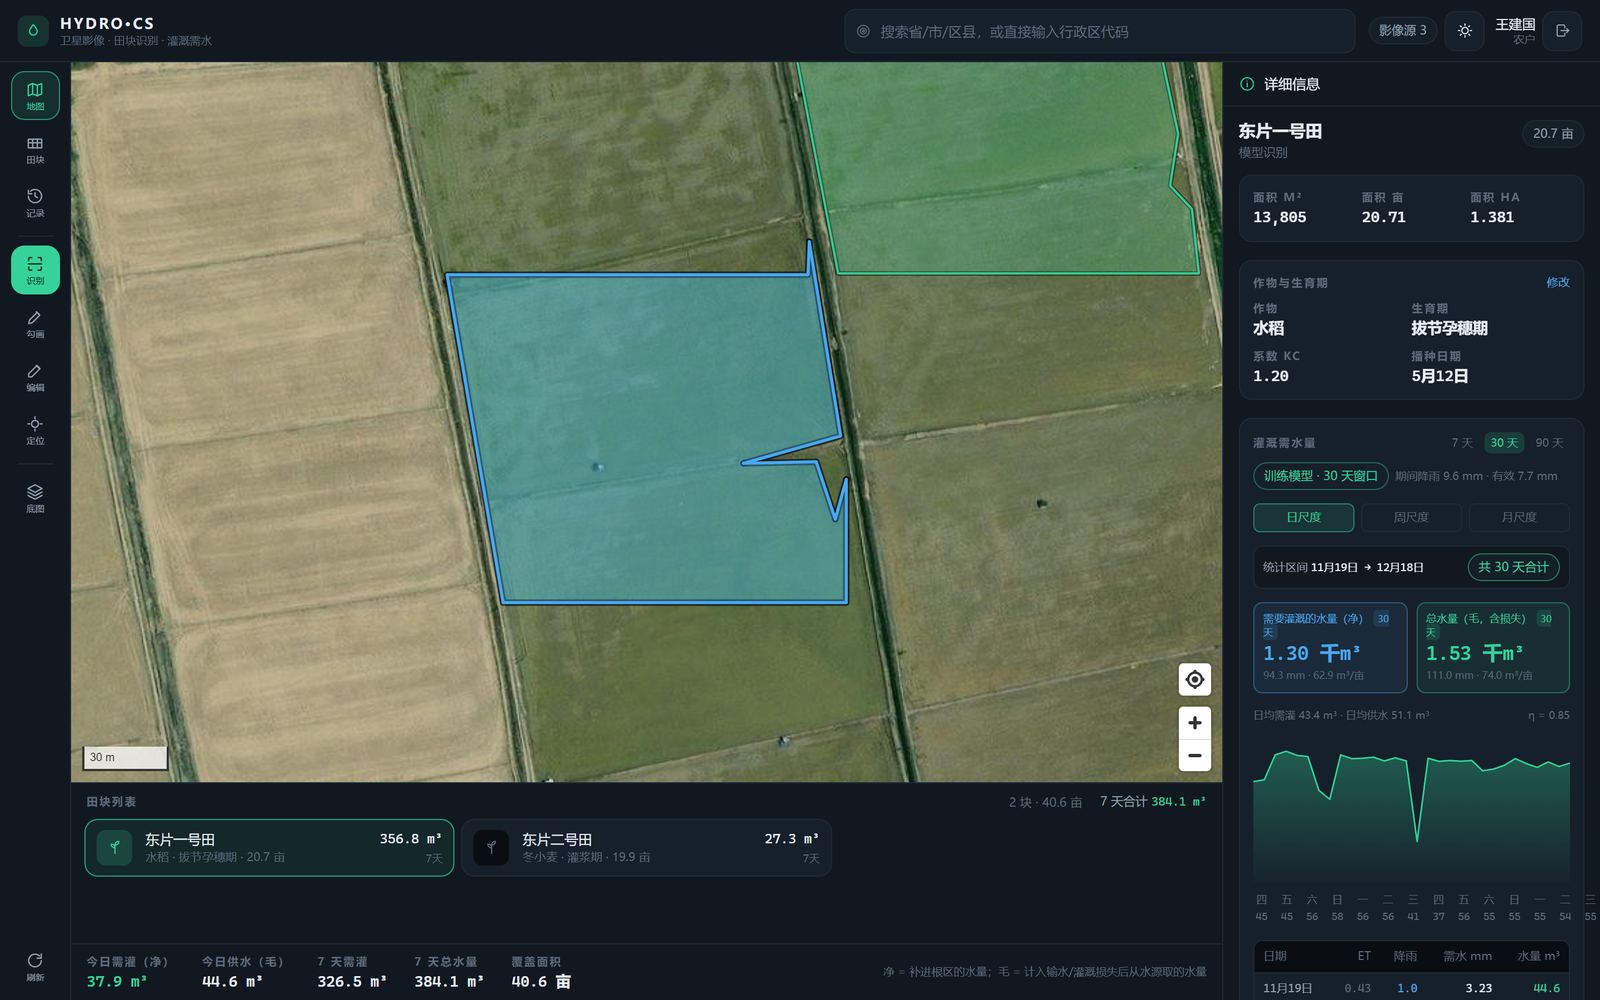 HYDRO•CS
卫星影像 · 田块识别 · 灌溉需水
搜索省/市/区县，或直接输入行政区代码
影像源 3
王建国
农户
地图
田块
记录
识别
勾画
编辑
定位
底图
刷新
30 m
田块列表
2 块 · 40.6 亩 7 天合计 384.1 m³
东片一号田 356.8 m³
水稻 · 拔节孕穗期 · 20.7 亩 7天
东片二号田 27.3 m³
冬小麦 · 灌浆期 · 19.9 亩 7天
今日需灌（净） 今日供水（毛） 7 天需灌 7 天总水量 覆盖面积
37.9 m³ 44.6 m³ 326.5 m³ 384.1 m³ 40.6 亩
净 = 补进根区的水量；毛 = 计入输水/灌溉损失后从水源取的水量
详细信息
东片一号田 20.7 亩
模型识别
面积 M² 面积 亩 面积 HA
13,805 20.71 1.381
作物与生育期 修改
作物 生育期
水稻 拔节孕穗期
系数 KC 播种日期
1.20 5月12日
灌溉需水量 7 天 30 天 90 天
训练模型 · 30 天窗口 期间降雨 9.6 mm · 有效 7.7 mm
日尺度 周尺度 月尺度
统计区间 11月19日 → 12月18日 共 30 天合计
需要灌溉的水量（净） 30 天
1.30 千m³
94.3 mm · 62.9 m³/亩
总水量（毛，含损失） 30 天
1.53 千m³
111.0 mm · 74.0 m³/亩
日均需灌 43.4 m³ · 日均供水 51.1 m³ η = 0.85
四 五 六 日 一 二 三 四 五 六 日 一 二 三
45 45 56 58 56 56 41 37 56 55 55 55 54 55
日期 ET 降雨 需水 mm 水量 m³
11月19日 0.43 1.0 3.23 44.6